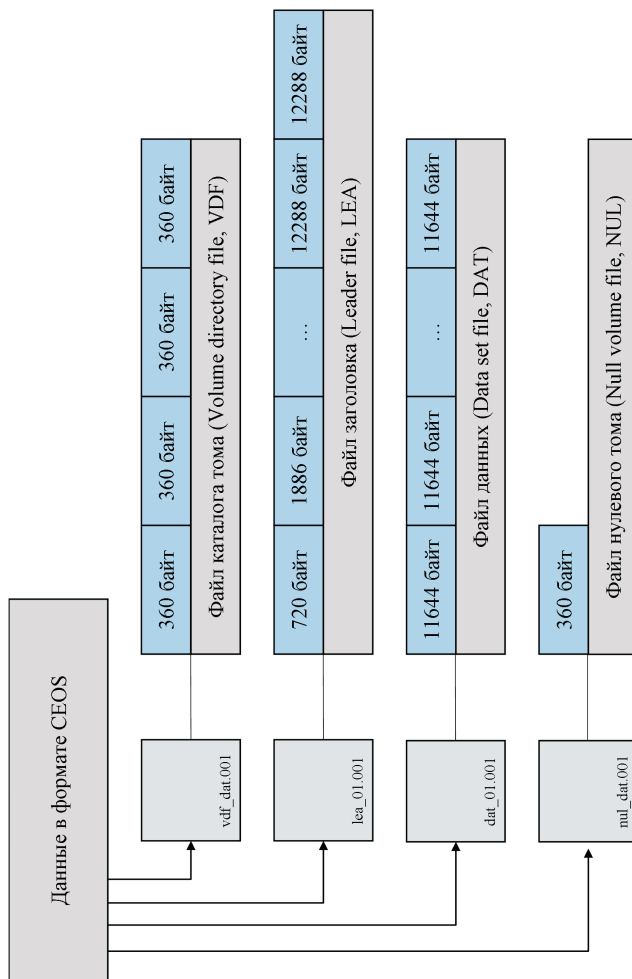 Данные в формате CEOS
vdf_dat.001
360 байт
360 байт
360 байт
360 байт
Файл каталога тома (Volume directory file, VDF)
lea_01.001
720 байт
1886 байт
...
12288 байт
12288 байт
Файл заголовка (Leader file, LEA)
dat_01.001
11644 байт
11644 байт
...
11644 байт
Файл данных (Data set file, DAT)
nul_dat.001
360 байт
Файл нулевого тома (Null volume file, NUL)